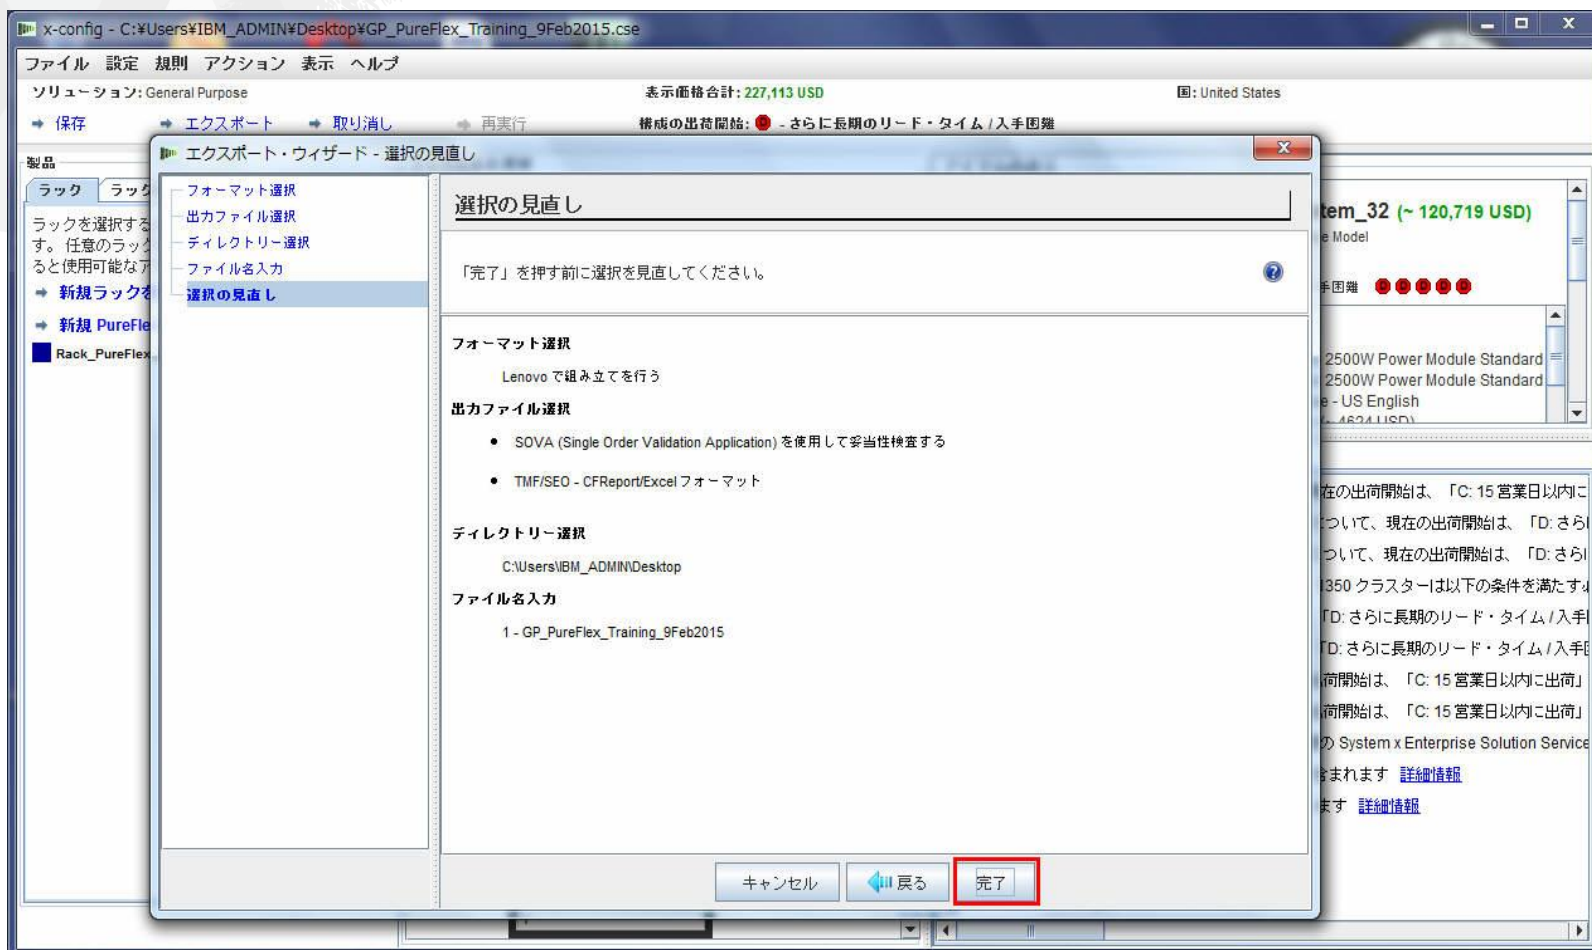 x-config - C:¥Users¥IBM_ADMIN¥Desktop¥GP_PureFlex_Training_9Feb2015.cse
ファイル 設定 規則 アクション 表示 ヘルプ
ソリューション: General Purpose
表示価格合計: 227,113 USD
国: United States
保存
エクスポート
取り消し
再実行
構成の出荷開始: D - さらに長期のリード・タイム / 入手困難
製品
ラック
ラック
ラックを選択する
す。 任意のラック
ると使用可能なア
新規ラックを
新規 PureFle
Rack_PureFlex_
エクスポート・ウィザード - 選択の見直し
フォーマット選択
出力ファイル選択
ディレクトリー選択
ファイル名入力
選択の見直し
選択の見直し
「完了」を押す前に選択を見直してください。
フォーマット選択
Lenovo で組み立てを行う
出力ファイル選択
• SOVA (Single Order Validation Application) を使用して妥当性検査する
• TMF/SEO - CFReport/Excel フォーマット
ディレクトリー選択
C:\Users\IBM_ADMIN\Desktop
ファイル名入力
1 - GP_PureFlex_Training_9Feb2015
キャンセル
戻る
完了
tem_32 (~ 120,719 USD)
e Model
手困難 D D D D D
2500W Power Module Standard
2500W Power Module Standard
e - US English
(~ 4624 USD)
在の出荷開始は、「C: 15 営業日以内に
ついて、現在の出荷開始は、「D: さら
ついて、現在の出荷開始は、「D: さら
1350 クラスターは以下の条件を満たす
「D: さらに長期のリード・タイム / 入手
「D: さらに長期のリード・タイム / 入手
荷開始は、「C: 15 営業日以内に出荷」
荷開始は、「C: 15 営業日以内に出荷」
の System x Enterprise Solution Service
含まれます 詳細情報
ます 詳細情報